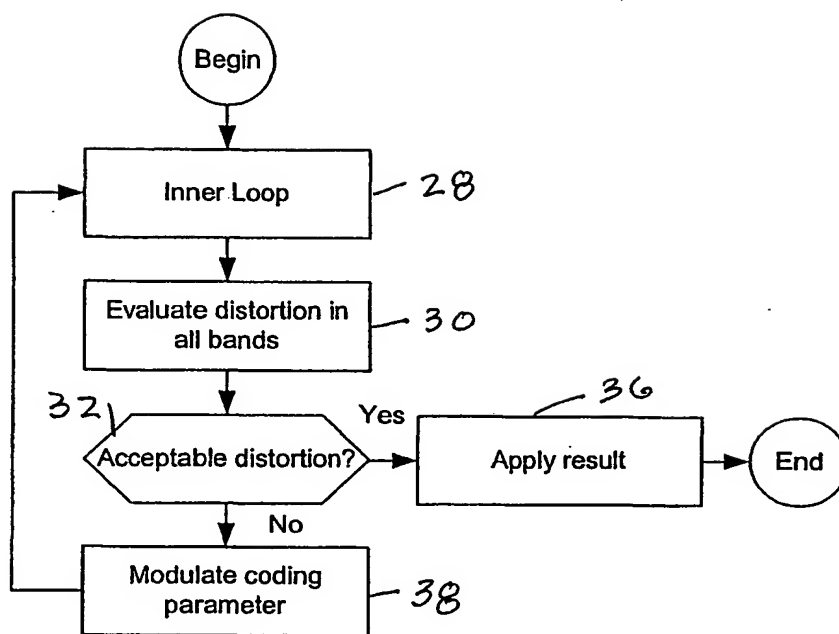 Begin
Inner Loop
28
Evaluate distortion in
all bands
30
32
Acceptable distortion?
Yes
36
Apply result
End
No
Modulate coding
parameter
38